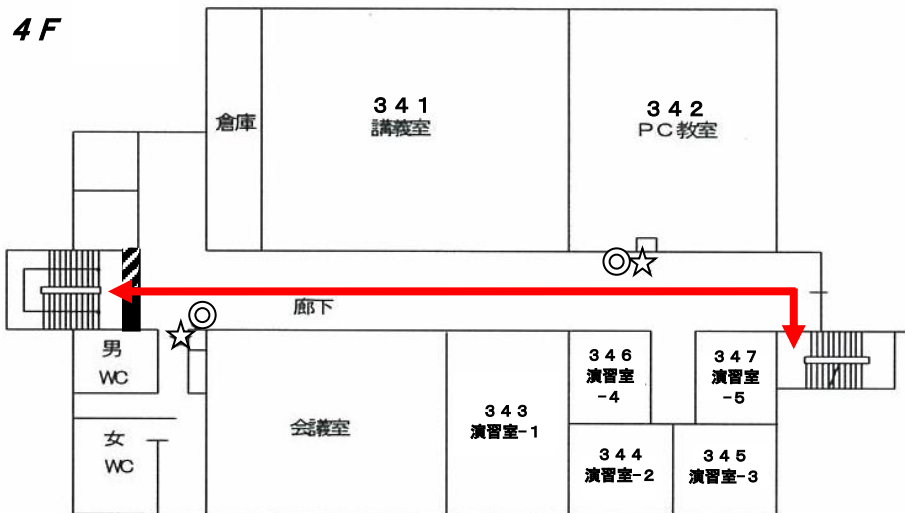 4F
倉庫
341
講義室
342
PC教室
廊下
男
WC
女
WC
会議室
343
演習室-1
346
演習室
-4
347
演習室
-5
344
演習室-2
345
演習室-3